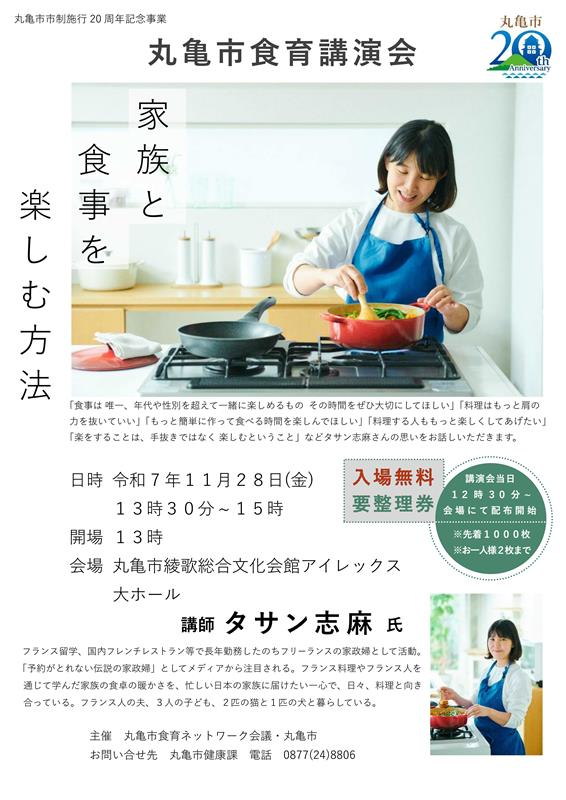 丸亀市市制施行20周年記念事業
丸亀市
20th
Anniversary
丸亀市食育講演会
家族と
食事を
楽しむ方法
「食事は 唯一、年代や性別を超えて一緒に楽しめるもの その時間をぜひ大切にしてほしい」「料理はもっと肩の
力を抜いていい」「もっと簡単に作って食べる時間を楽しんでほしい」「料理する人ももっと楽しくしてあげたい」
「楽をすることは、手抜きではなく 楽しむということ」などタサン志麻さんの思いをお話しいただきます。
日時 令和７年１１月２８日(金)
１３時３０分～１５時
開場 １３時
会場 丸亀市綾歌総合文化会館アイレックス
大ホール
入場無料
要整理券
講演会当日
１２時３０分～
会場にて配布開始
※先着１０００枚
※お一人様２枚まで
講師 タサン志麻 氏
フランス留学、国内フレンチレストラン等で長年勤務したのちフリーランスの家政婦として活動。
「予約がとれない伝説の家政婦」としてメディアから注目される。フランス料理やフランス人を
通じて学んだ家族の食卓の暖かさを、忙しい日本の家族に届けたい一心で、日々、料理と向き
合っている。フランス人の夫、３人の子ども、２匹の猫と１匹の犬と暮らしている。
主催 丸亀市食育ネットワーク会議・丸亀市
お問い合せ先 丸亀市健康課 電話 0877(24)8806